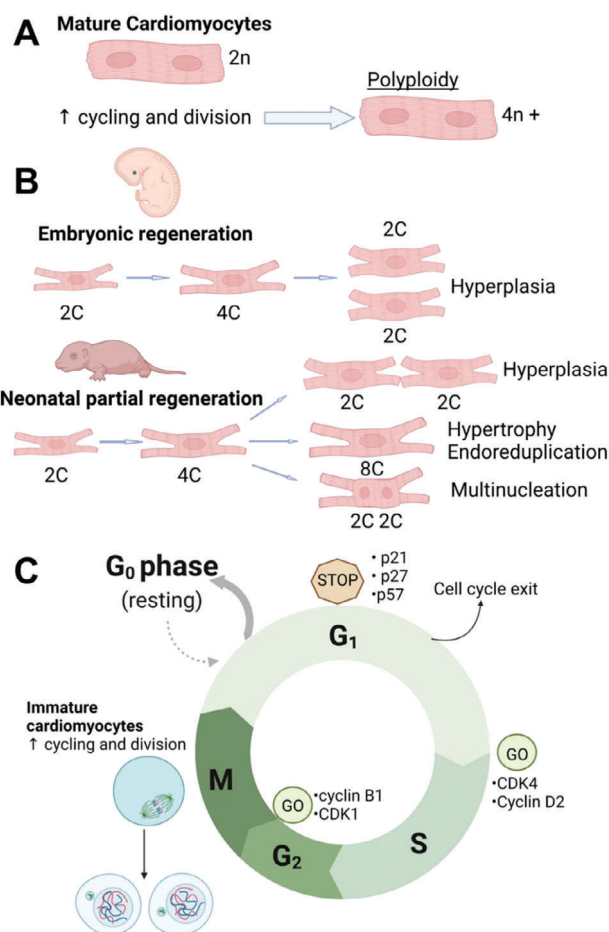 A
Mature Cardiomyocytes
2n
Polyploidy
↑ cycling and division
4n +
B
Embryonic regeneration
2C
4C
2C
2C
Hyperplasia
Neonatal partial regeneration
2C
4C
2C
2C
Hyperplasia
8C
Hypertrophy
Endoreduplication
2C 2C
Multinucleation
C
G₀ phase
(resting)
STOP
• p21
• p27
•p57
Cell cycle exit
G₁
Immature
cardiomyocytes
↑ cycling and division
GO
•CDK4
•Cyclin D2
M
GO
•cyclin B1
•CDK1
G₂
S